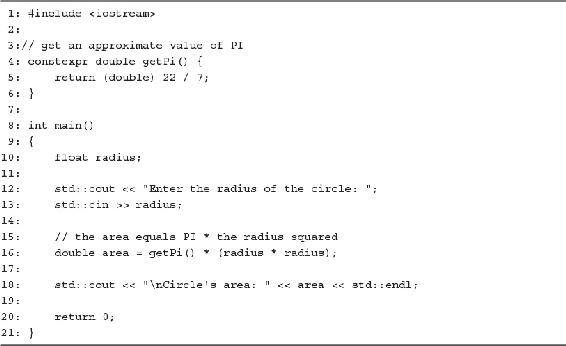 1: #include <iostream>
2:
3:// get an approximate value of PI
4: constexpr double getPi() {
5:     return (double) 22 / 7;
6: }
7:
8: int main()
9: {
10:     float radius;
11:
12:     std::cout << "Enter the radius of the circle: ";
13:     std::cin >> radius;
14:
15:     // the area equals PI * the radius squared
16:     double area = getPi() * (radius * radius);
17:
18:     std::cout << "\nCircle's area: " << area << std::endl;
19:
20:     return 0;
21: }